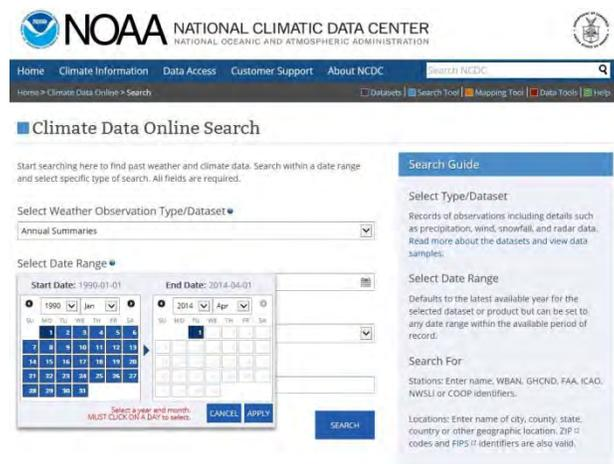 NOAA NATIONAL CLIMATIC DATA CENTER
NATIONAL OCEANIC AND ATMOSPHERIC ADMINISTRATION
Home Climate Information Data Access Customer Support About NCDC Search NCDC
Home > Climate Data Online > Search Datasets | Search Tool | Mapping Tool | Data Tools | Help
Climate Data Online Search
Start searching here to find past weather and climate data. Search within a date range
and select specific type of search. All fields are required.
Select Weather Observation Type/Dataset
Annual Summaries
Select Date Range
Start Date: 1990-01-01 End Date: 2014-04-01
1990 Jan 2014 Apr
SU MO TU WE TH FR SA SU MO TU WE TH FR SA
1 2 3 4 5 6 1
7 8 9 10 11 12 13
14 15 16 17 18 19 20
21 22 23 24 25 26 27
28 29 30 31
Select a year and month.
MUST CLICK ON A DAY to select.
CANCEL APPLY
SEARCH
Search Guide
Select Type/Dataset
Records of observations including details such
as precipitation, wind, snowfall, and radar data.
Read more about the datasets and view data
samples.
Select Date Range
Defaults to the latest available year for the
selected dataset or product but can be set to
any date range within the available period of
record.
Search For
Stations: Enter name, WBAN, GHCND, FAA, ICAO,
NWSLI or COOP identifiers.
Locations: Enter name of city, county, state,
country or other geographic location. ZIP
codes and FIPS identifiers are also valid.